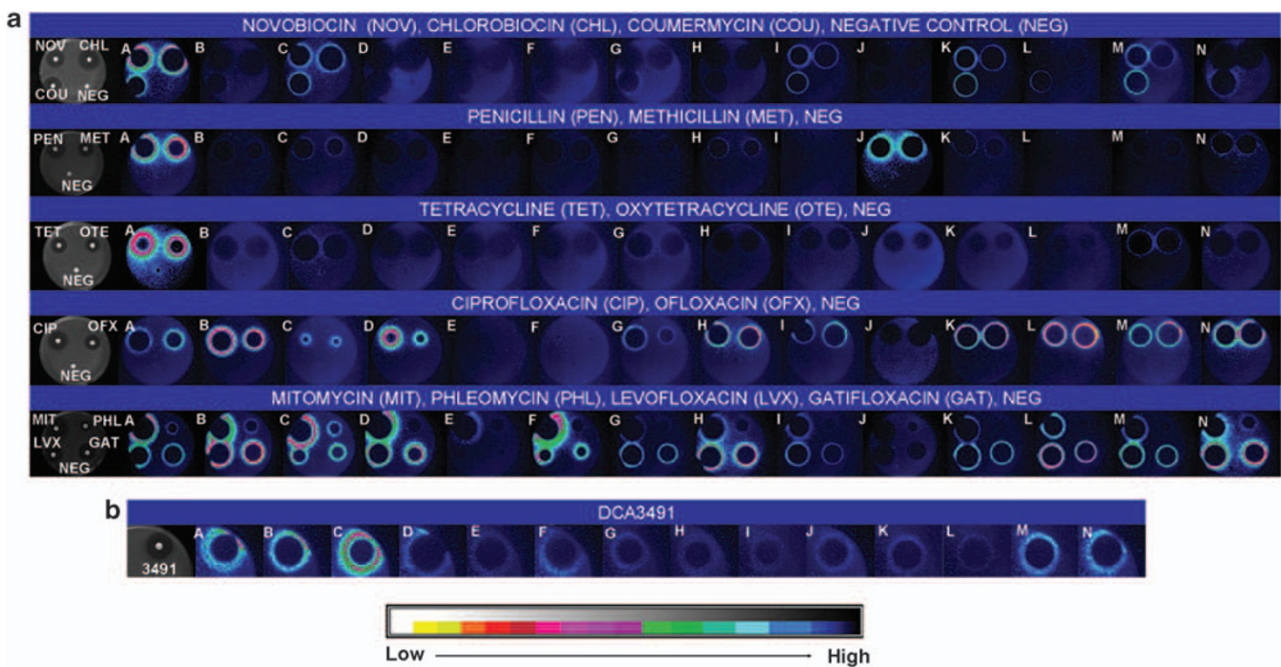 a
NOVOBIOCIN (NOV), CHLOROBIOCIN (CHL), COUMERMYCIN (COU), NEGATIVE CONTROL (NEG)
NOV CHL A B C D E F G H I J K L M N
COU NEG
PENICILLIN (PEN), METHICILLIN (MET), NEG
PEN MET A B C D E F G H I J K L M N
NEG
TETRACYCLINE (TET), OXYTETRACYCLINE (OTE), NEG
TET OTE A B C D E F G H I J K L M N
NEG
CIPROFLOXACIN (CIP), OFLOXACIN (OFX), NEG
CIP OFX A B C D E F G H I J K L M N
NEG
MITOMYCIN (MIT), PHLEOMYCIN (PHL), LEVOFLOXACIN (LVX), GATIFLOXACIN (GAT), NEG
MIT PHL A B C D E F G H I J K L M N
LVX GAT
NEG
b
DCA3491
A B C D E F G H I J K L M N
3491
Low High